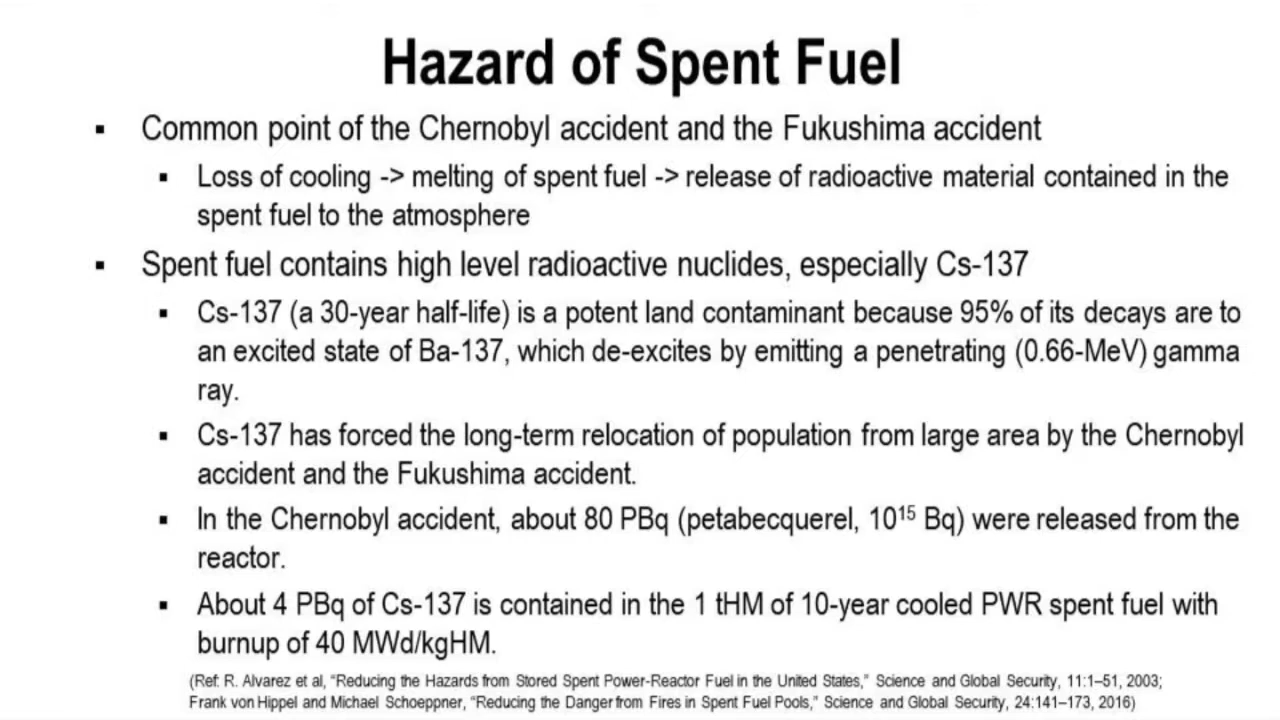 Hazard of Spent Fuel
▪ Common point of the Chernobyl accident and the Fukushima accident
▪ Loss of cooling -> melting of spent fuel -> release of radioactive material contained in the
spent fuel to the atmosphere
▪ Spent fuel contains high level radioactive nuclides, especially Cs-137
▪ Cs-137 (a 30-year half-life) is a potent land contaminant because 95% of its decays are to
an excited state of Ba-137, which de-excites by emitting a penetrating (0.66-MeV) gamma
ray.
▪ Cs-137 has forced the long-term relocation of population from large area by the Chernobyl
accident and the Fukushima accident.
▪ In the Chernobyl accident, about 80 PBq (petabecquerel, 10¹⁵ Bq) were released from the
reactor.
▪ About 4 PBq of Cs-137 is contained in the 1 tHM of 10-year cooled PWR spent fuel with
burnup of 40 MWd/kgHM.
(Ref. R. Alvarez et al, “Reducing the Hazards from Stored Spent Power-Reactor Fuel in the United States,” Science and Global Security, 11:1–51, 2003;
Frank von Hippel and Michael Schoeppner, “Reducing the Danger from Fires in Spent Fuel Pools,” Science and Global Security, 24:141–173, 2016)